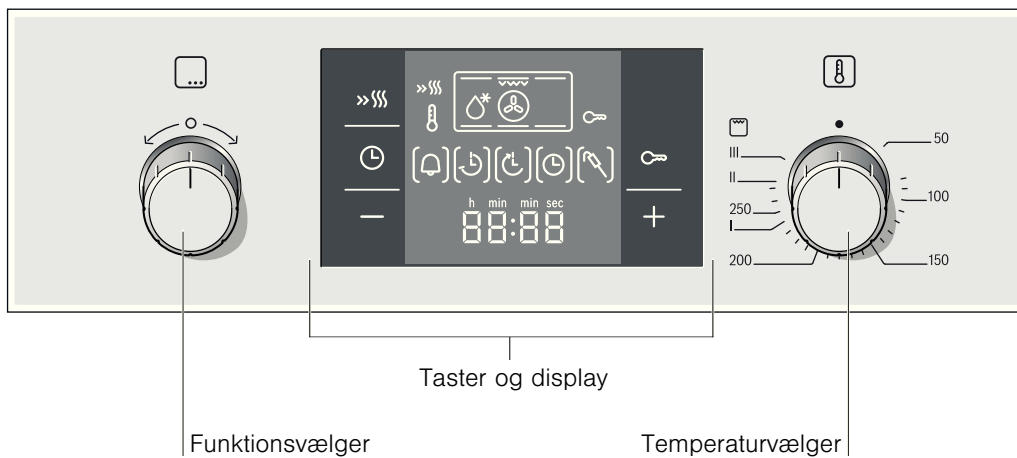 50
III
II
100
250
I
200
150
h min min sec
88:88
Taster og display
Funktionsvælger
Temperaturvælger